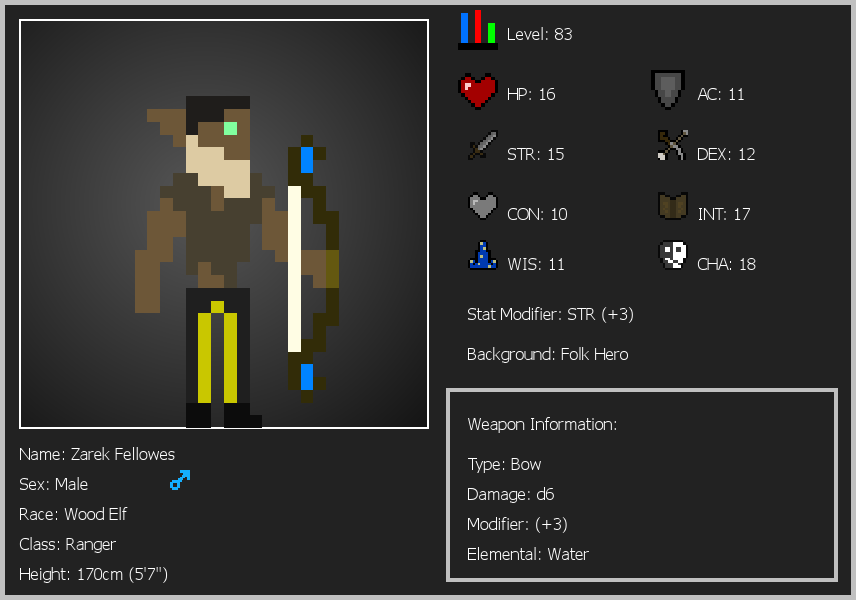 Level: 83
HP: 16
AC: 11
STR: 15
DEX: 12
CON: 10
INT: 17
WIS: 11
CHA: 18
Stat Modifier: STR (+3)
Background: Folk Hero
Weapon Information:
Type: Bow
Damage: d6
Modifier: (+3)
Elemental: Water
Name: Zarek Fellowes
Sex: Male
Race: Wood Elf
Class: Ranger
Height: 170cm (5'7")